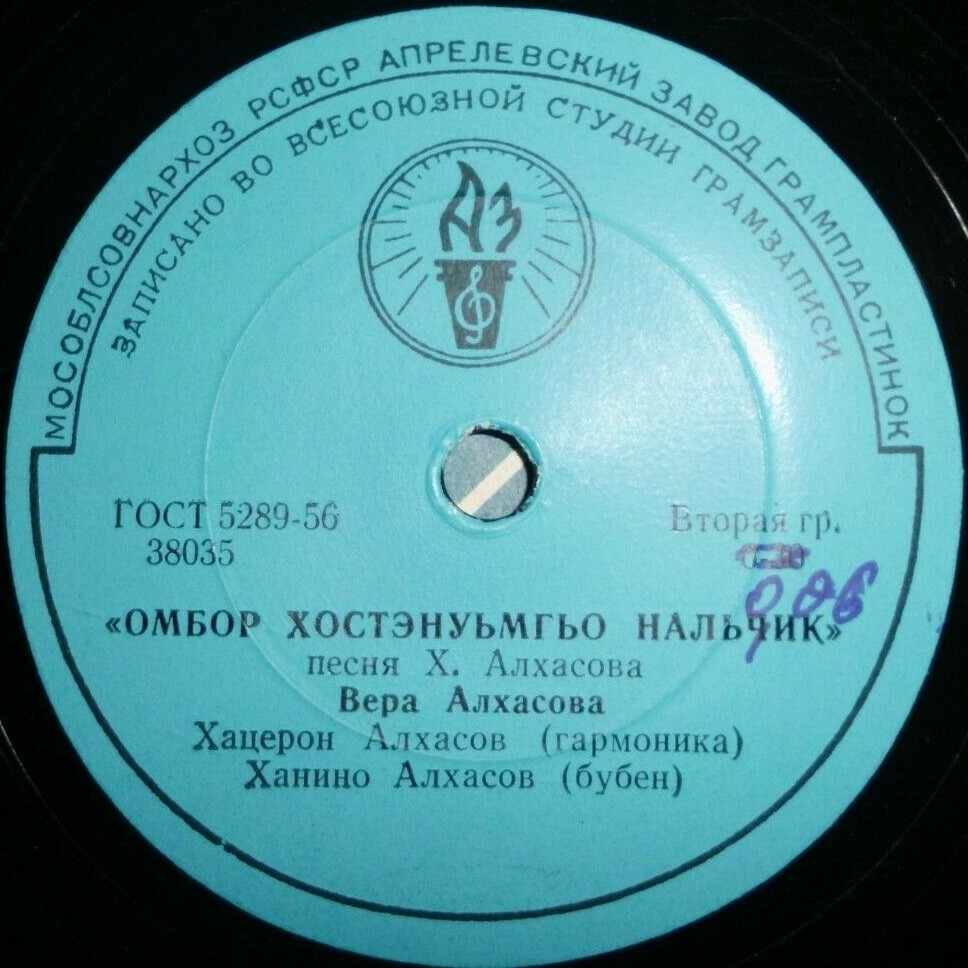 МОСОБЛСОВНАРХОЗ РСФСР АПРЕЛЕВСКИЙ ЗАВОД ГРАМПЛАСТИНОК
ЗАПИСАНО ВО ВСЕСОЮЗНОЙ СТУДИИ ГРАМЗАПИСИ
АЗ
ГОСТ 5289-56
38035
Вторая гр.
«ОМБОР ХОСТЭНУЬМГЬО НАЛЬЧИК»
песня Х. Алхасова
Вера Алхасова
Хацерон Алхасов (гармоника)
Ханино Алхасов (бубен)